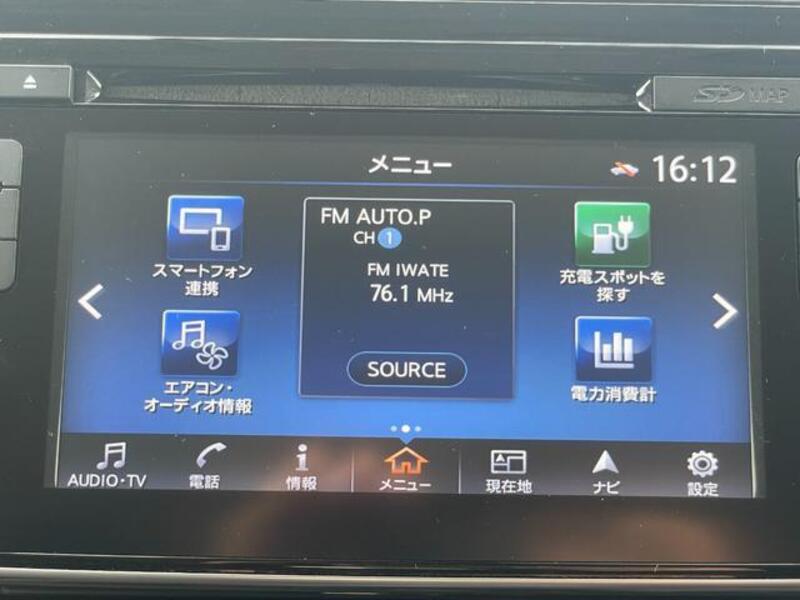 SD MAP
メニュー
16:12
FM AUTO.P
CH 1
FM IWATE
76.1 MHz
SOURCE
スマートフォン
連携
エアコン・
オーディオ情報
充電スポットを
探す
電力消費計
AUDIO・TV
電話
情報
メニュー
現在地
ナビ
設定